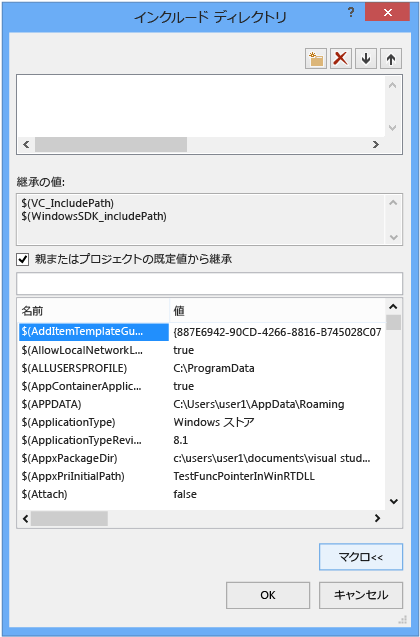 インクルード ディレクトリ
継承の値:
$(VC_IncludePath)
$(WindowsSDK_includePath)
親またはプロジェクトの既定値から継承
名前 値
$(AddItemTemplateGu... {887E6942-90CD-4266-8816-B745028C07
$(AllowLocalNetworkL... true
$(ALLUSERSPROFILE) C:\ProgramData
$(AppContainerApplic... true
$(APPDATA) C:\Users\user1\AppData\Roaming
$(ApplicationType) Windows ストア
$(ApplicationTypeRevi... 8.1
$(AppxPackageDir) c:\users\user1\documents\visual stud...
$(AppxPriInitialPath) TestFuncPointerInWinRTDLL
$(Attach) false
マクロ<<
OK キャンセル